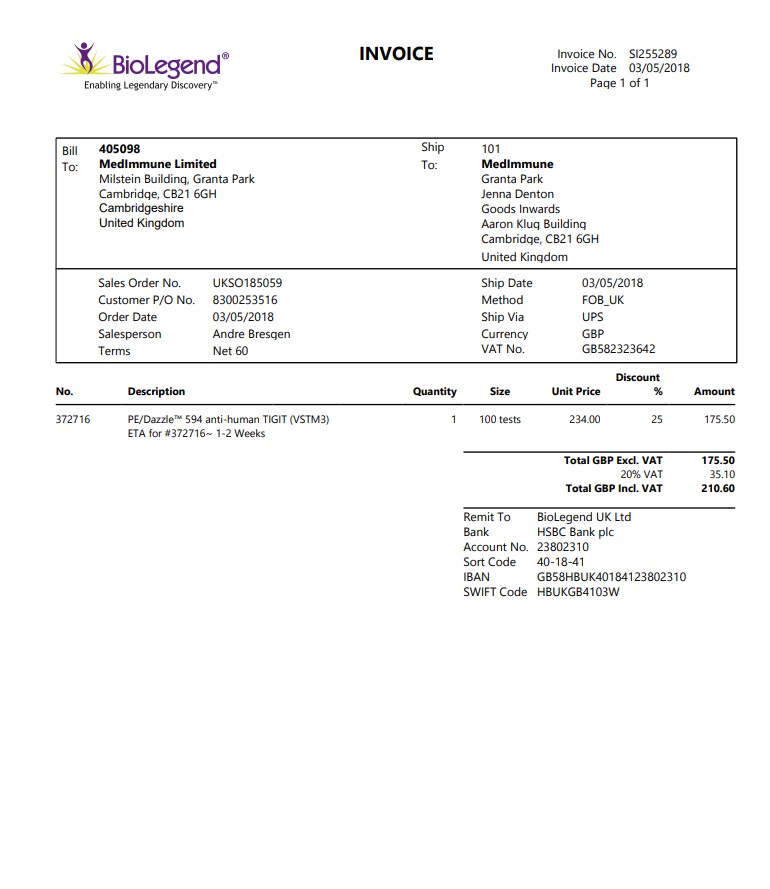 BioLegend®
Enabling Legendary Discovery™
INVOICE
Invoice No. SI255289
Invoice Date 03/05/2018
Page 1 of 1
Bill To:
405098
MedImmune Limited
Milstein Building, Granta Park
Cambridge, CB21 6GH
Cambridgeshire
United Kingdom
Ship To:
101
MedImmune
Granta Park
Jenna Denton
Goods Inwards
Aaron Klug Building
Cambridge, CB21 6GH
United Kingdom
Sales Order No. UKSO185059
Customer P/O No. 8300253516
Order Date 03/05/2018
Salesperson Andre Bresgen
Terms Net 60
Ship Date 03/05/2018
Method FOB_UK
Ship Via UPS
Currency GBP
VAT No. GB582323642
No. Description Quantity Size Unit Price Discount % Amount
372716 PE/Dazzle™ 594 anti-human TIGIT (VSTM3) 1 100 tests 234.00 25 175.50
ETA for #372716~ 1-2 Weeks
Total GBP Excl. VAT 175.50
20% VAT 35.10
Total GBP Incl. VAT 210.60
Remit To BioLegend UK Ltd
Bank HSBC Bank plc
Account No. 23802310
Sort Code 40-18-41
IBAN GB58HBUK40184123802310
SWIFT Code HBUKGB4103W